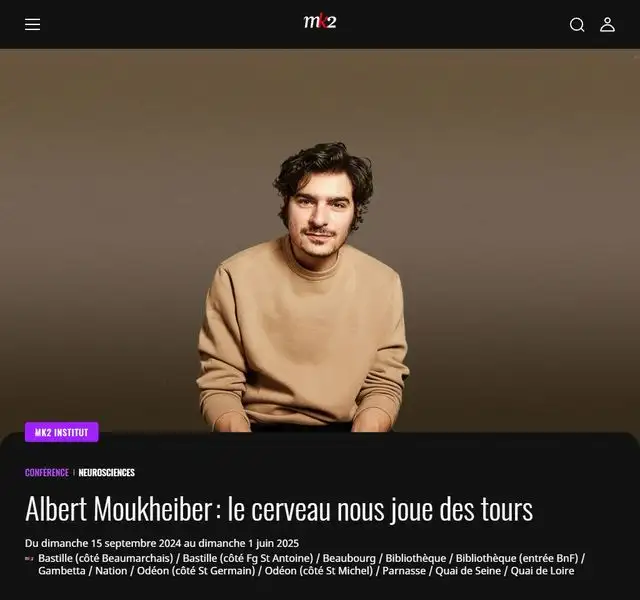 mk2
MK2 INSTITUT
CONFÉRENCE | NEUROSCIENCES
Albert Moukheiber : le cerveau nous joue des tours
Du dimanche 15 septembre 2024 au dimanche 1 juin 2025
mk2 Bastille (côté Beaumarchais) / Bastille (côté Fg St Antoine) / Beaubourg / Bibliothèque / Bibliothèque (entrée BnF) /
Gambetta / Nation / Odéon (côté St Germain) / Odéon (côté St Michel) / Parnasse / Quai de Seine / Quai de Loire